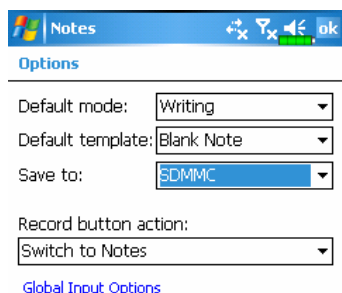 Notes ok
Options
Default mode: Writing
Default template: Blank Note
Save to: SDMMC
Record button action:
Switch to Notes
Global Input Options